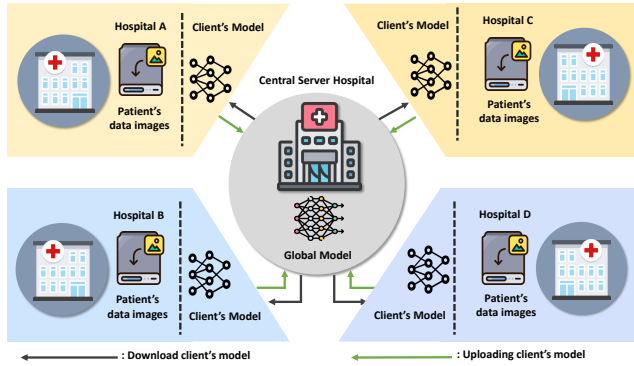 Hospital A
Client's Model
Patient's
data images
Central Server Hospital
Global Model
Client's Model
Hospital C
Patient's
data images
Hospital B
Patient's
data images
Client's Model
Client's Model
Hospital D
Patient's
data images
: Download client's model
: Uploading client's model